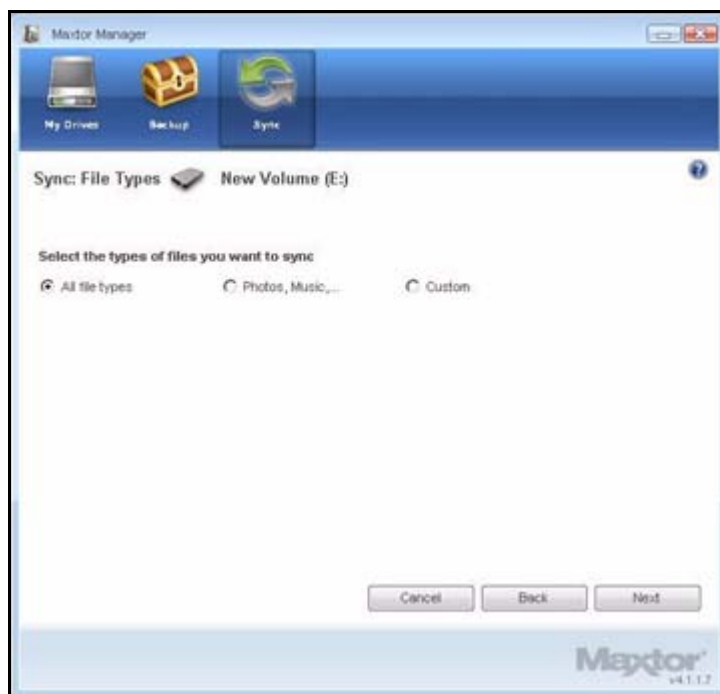 Maxtor Manager
My Drives Backup Sync
Sync: File Types New Volume (E:)
Select the types of files you want to sync
All file types Photos, Music,... Custom
Cancel Back Next
Maxtor
v4.1.1.7